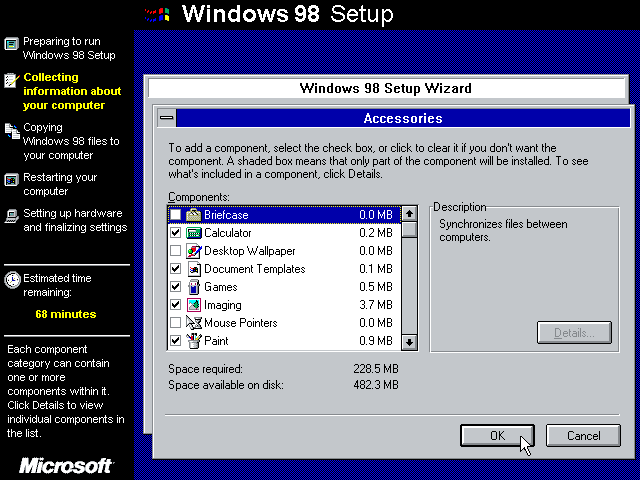 Windows 98 Setup
Preparing to run
Windows 98 Setup
Collecting
information about
your computer
Copying
Windows 98 files to
your computer
Restarting your
computer
Setting up hardware
and finalizing settings
Estimated time
remaining:
68 minutes
Each component
category can contain
one or more
components within it.
Click Details to view
individual components in
the list.
Microsoft
Windows 98 Setup Wizard
Accessories
To add a component, select the check box, or click to clear it if you don't want the
component. A shaded box means that only part of the component will be installed. To see
what's included in a component, click Details.
Components:
Briefcase 0.0 MB
Calculator 0.2 MB
Desktop Wallpaper 0.0 MB
Document Templates 0.1 MB
Games 0.5 MB
Imaging 3.7 MB
Mouse Pointers 0.0 MB
Paint 0.9 MB
Description
Synchronizes files between
computers.
Details...
Space required: 228.5 MB
Space available on disk: 482.3 MB
OK
Cancel